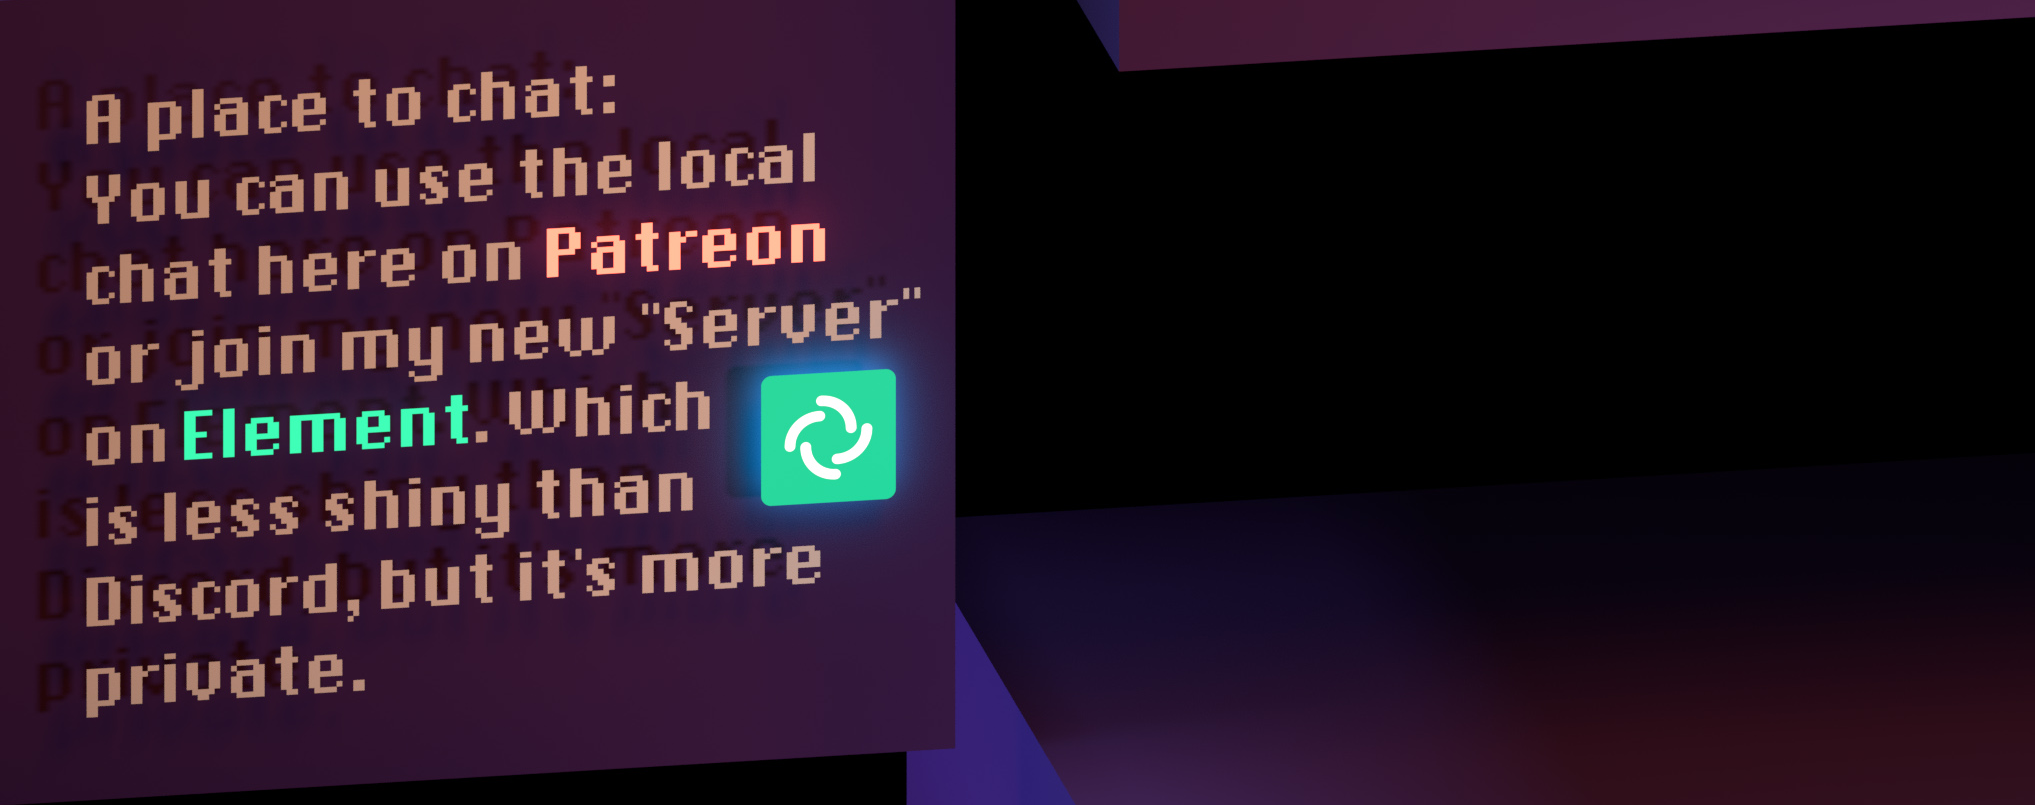 A place to chat:
You can use the local
chat here on Patreon
or join my new "Server"
on Element. Which
is less shiny than
Discord, but it's more
private.